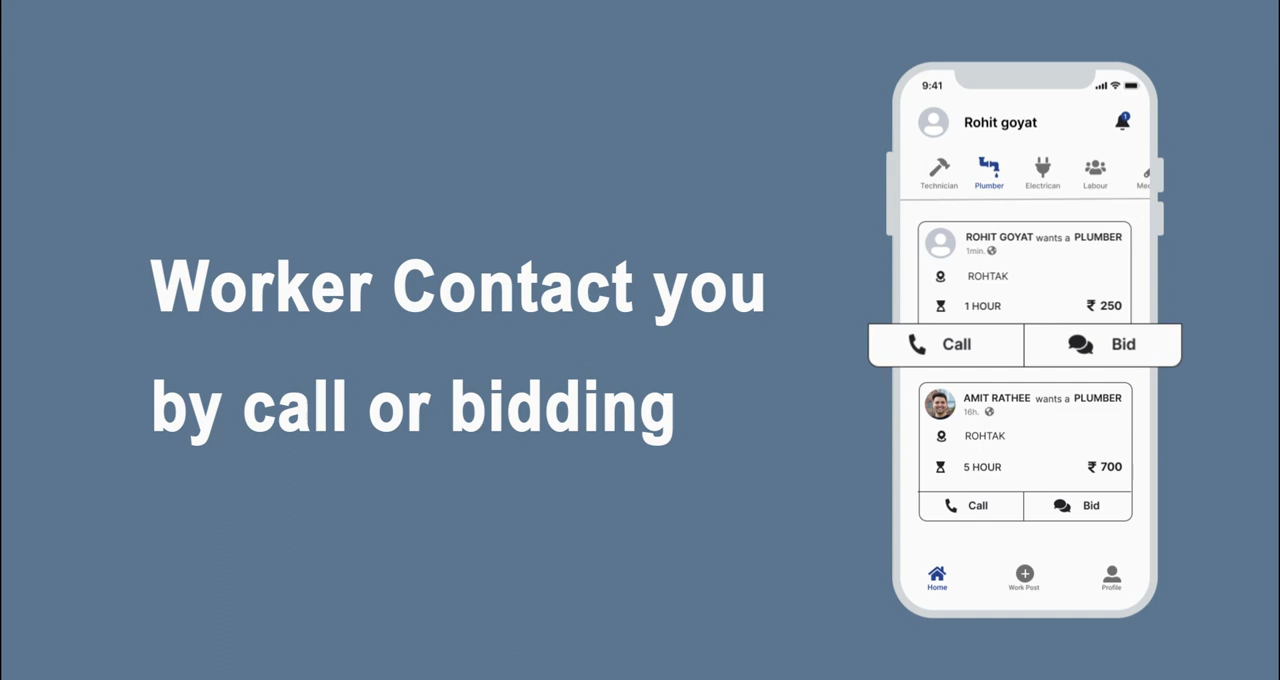 Worker Contact you
by call or bidding
9:41
Rohit goyat
1
Technician Plumber Electrican Labour Mec
ROHIT GOYAT wants a PLUMBER
1min.
ROHTAK
1 HOUR ₹ 250
Call Bid
AMIT RATHEE wants a PLUMBER
16h.
ROHTAK
5 HOUR ₹ 700
Call Bid
Home Work Post Profile